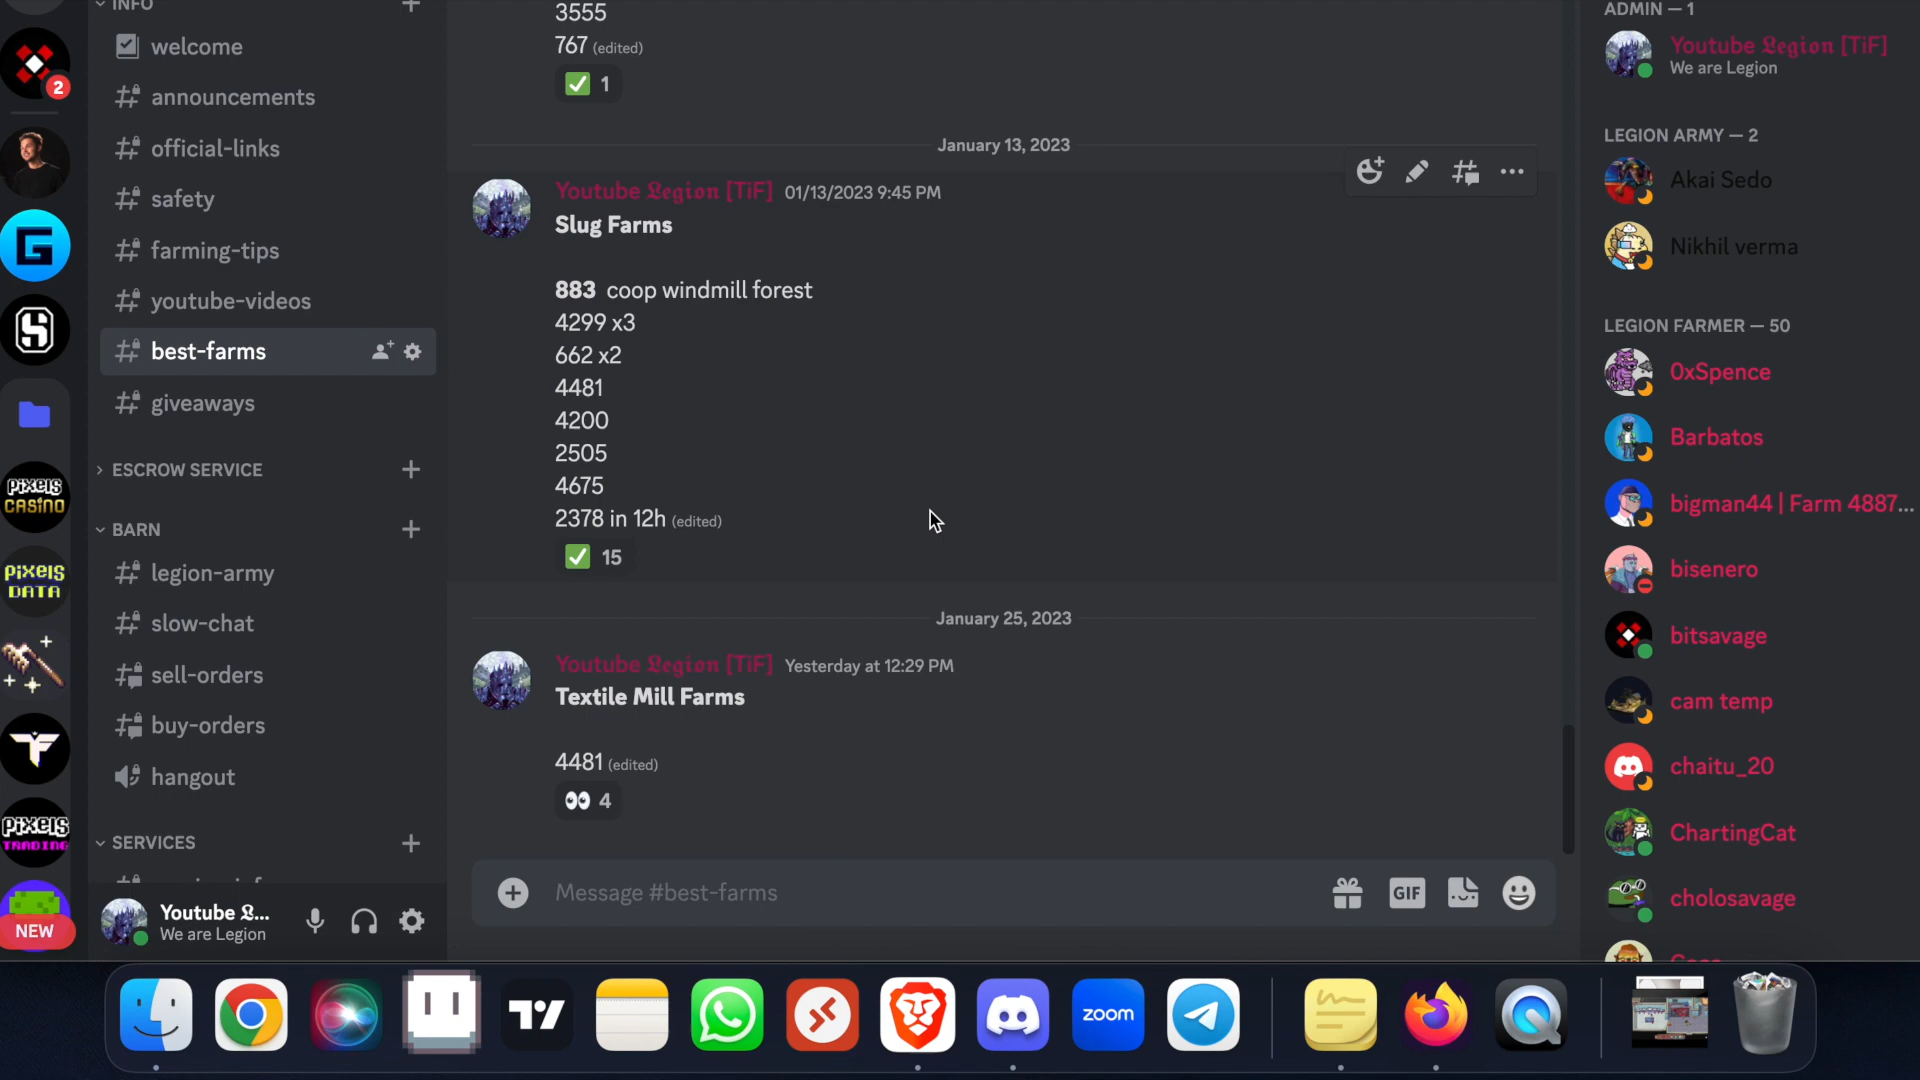 INFO
welcome
announcements
official-links
safety
farming-tips
youtube-videos
best-farms
giveaways
ESCROW SERVICE
BARN
legion-army
slow-chat
sell-orders
buy-orders
hangout
SERVICES
2
PIXELS
CASINO
PIXELS
DATA
PIXELS
TRADING
NEW
Youtube 𝕷...
We are Legion
3555
767 (edited)
1
January 13, 2023
Youtube 𝕷𝖊𝖌𝖎𝖔𝖓 [TiF] 01/13/2023 9:45 PM
Slug Farms
883 coop windmill forest
4299 x3
662 x2
4481
4200
2505
4675
2378 in 12h (edited)
15
January 25, 2023
Youtube 𝕷𝖊𝖌𝖎𝖔𝖓 [TiF] Yesterday at 12:29 PM
Textile Mill Farms
4481 (edited)
4
Message #best-farms
GIF
ADMIN — 1
Youtube 𝕷𝖊𝖌𝖎𝖔𝖓 [TiF]
We are Legion
LEGION ARMY — 2
Akai Sedo
Nikhil verma
LEGION FARMER — 50
0xSpence
Barbatos
bigman44 | Farm 4887...
bisenero
bitsavage
cam temp
chaitu_20
ChartingCat
cholosavage
zoom